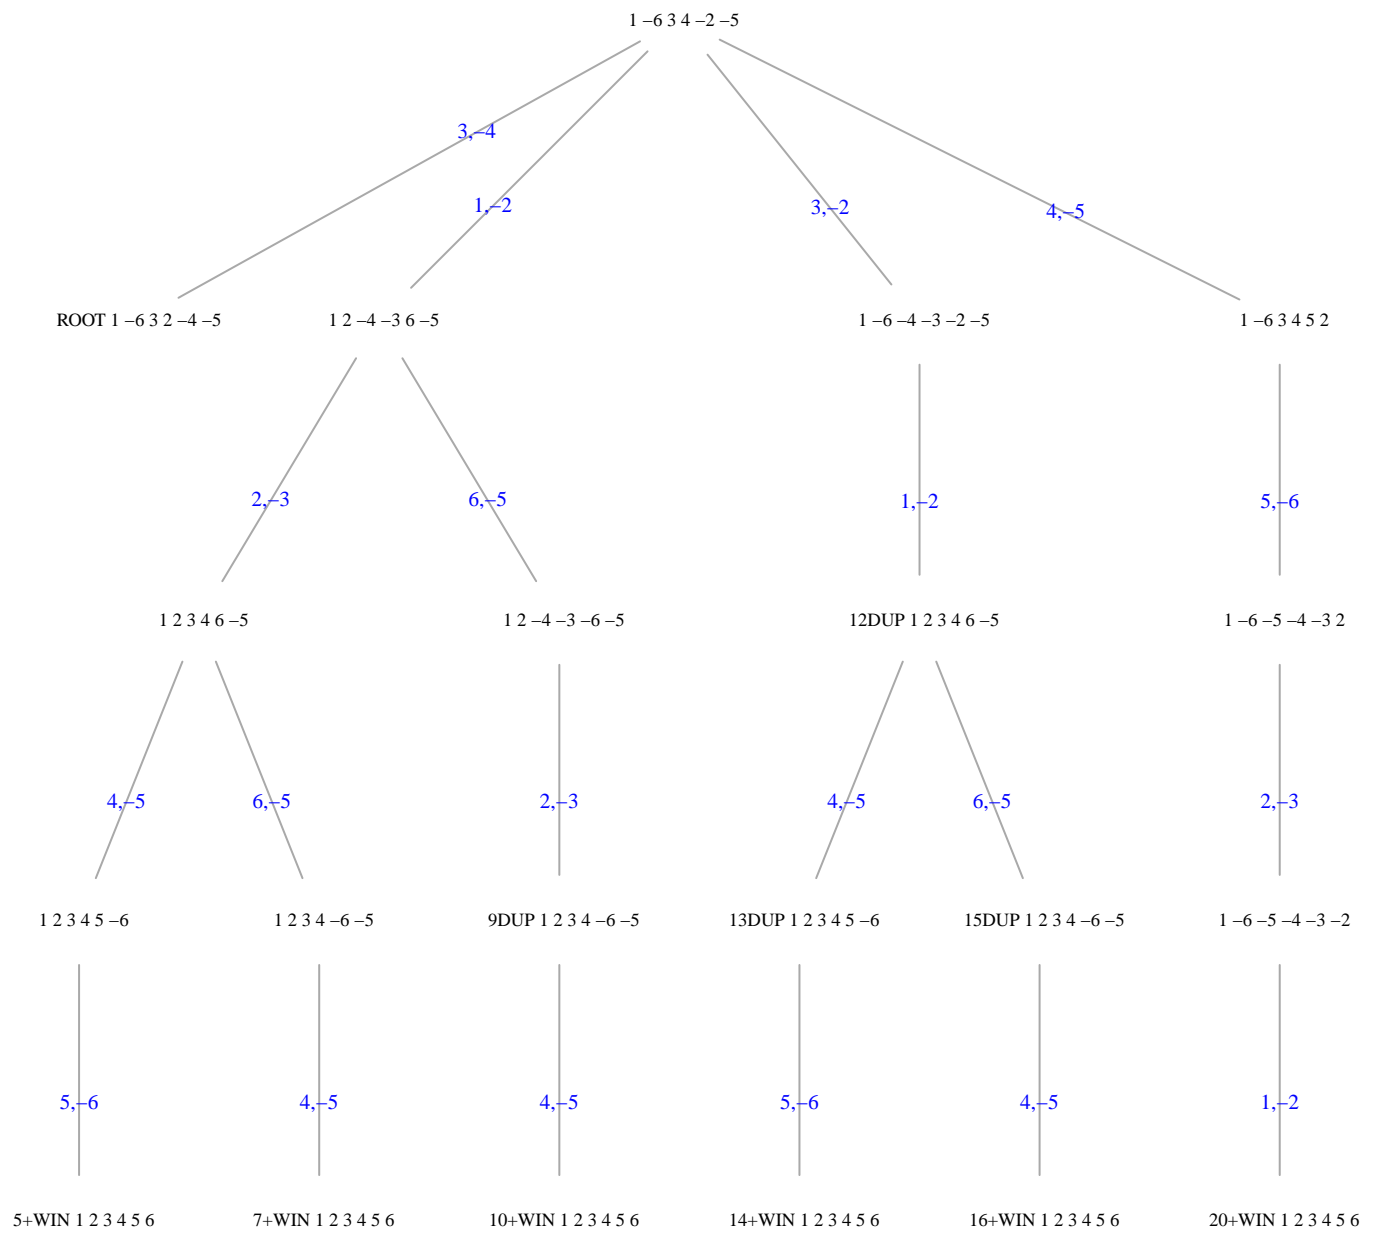 1 –6 3 4 –2 –5
3,–4
1,–2
3,–2
4,–5
ROOT 1 –6 3 2 –4 –5
1 2 –4 –3 6 –5
1 –6 –4 –3 –2 –5
1 –6 3 4 5 2
2,–3
6,–5
1,–2
5,–6
1 2 3 4 6 –5
1 2 –4 –3 –6 –5
12DUP 1 2 3 4 6 –5
1 –6 –5 –4 –3 2
4,–5
6,–5
2,–3
4,–5
6,–5
2,–3
1 2 3 4 5 –6
1 2 3 4 –6 –5
9DUP 1 2 3 4 –6 –5
13DUP 1 2 3 4 5 –6
15DUP 1 2 3 4 –6 –5
1 –6 –5 –4 –3 –2
5,–6
4,–5
4,–5
5,–6
4,–5
1,–2
5+WIN 1 2 3 4 5 6
7+WIN 1 2 3 4 5 6
10+WIN 1 2 3 4 5 6
14+WIN 1 2 3 4 5 6
16+WIN 1 2 3 4 5 6
20+WIN 1 2 3 4 5 6